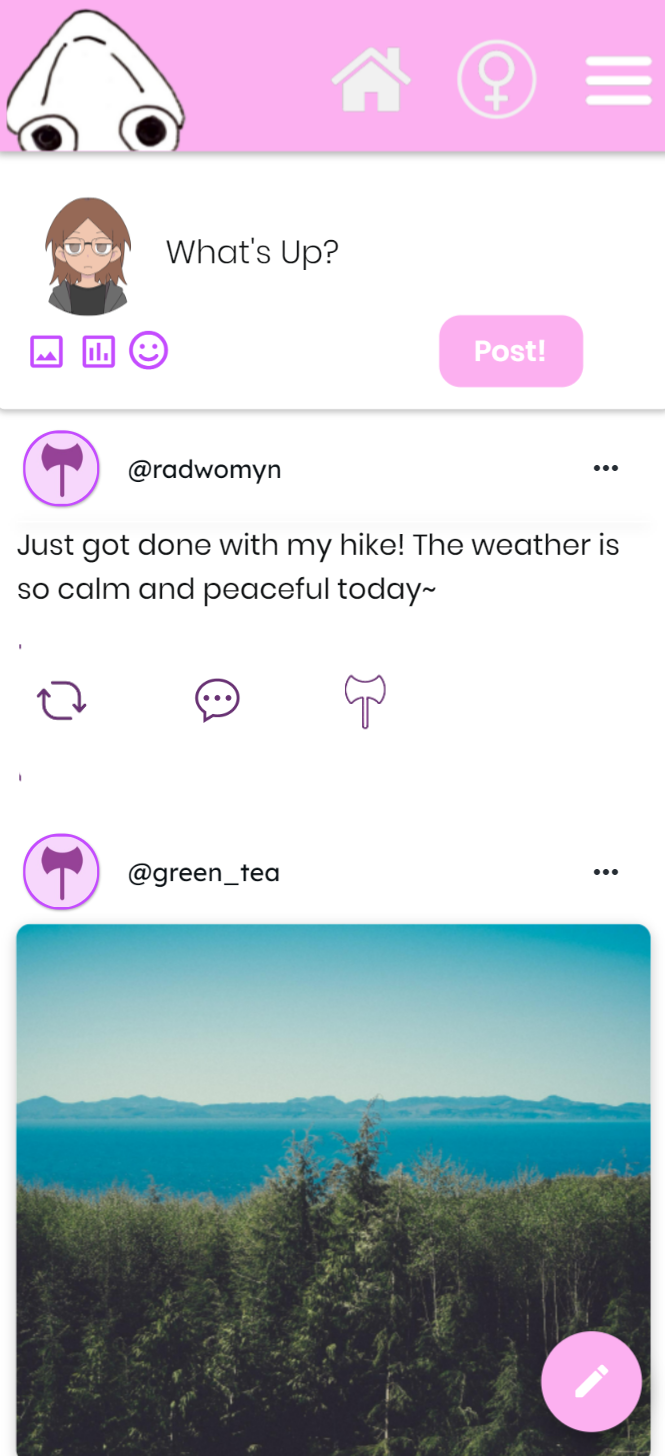 What's Up?
Post!
@radwomyn
Just got done with my hike! The weather is
so calm and peaceful today~
@green_tea